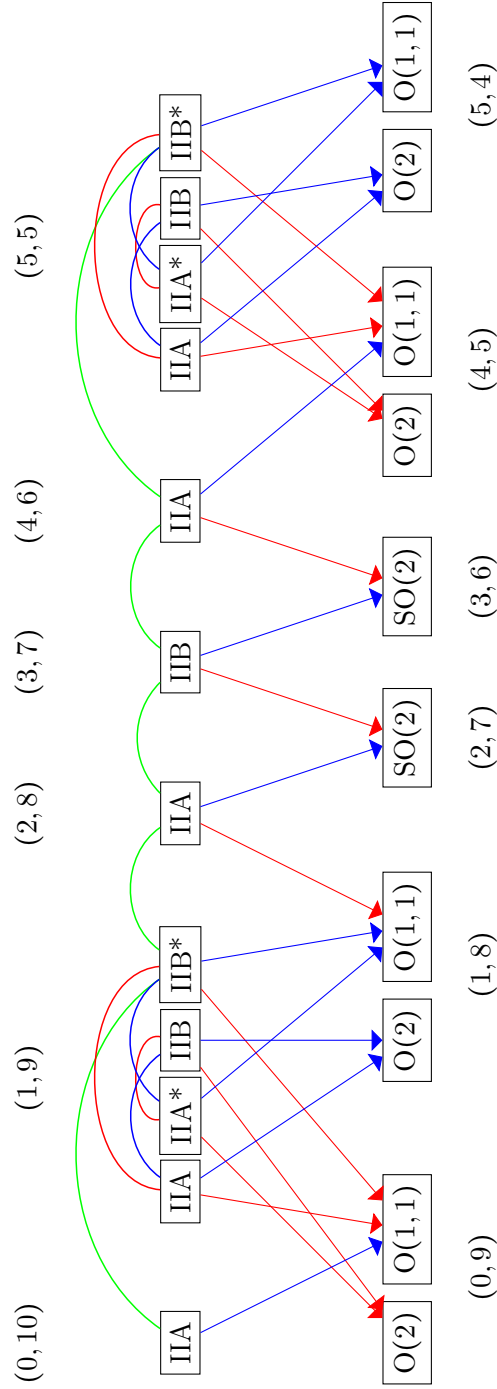 (0, 10) (1, 9) (2, 8) (3, 7) (4, 6) (5, 5)
IIA IIA IIA* IIB IIB* IIA IIB IIA IIA IIA* IIB IIB*
O(2) O(1, 1) O(2) O(1, 1) SO(2) SO(2) O(2) O(1, 1) O(2) O(1, 1)
(0, 9) (1, 8) (2, 7) (3, 6) (4, 5) (5, 4)